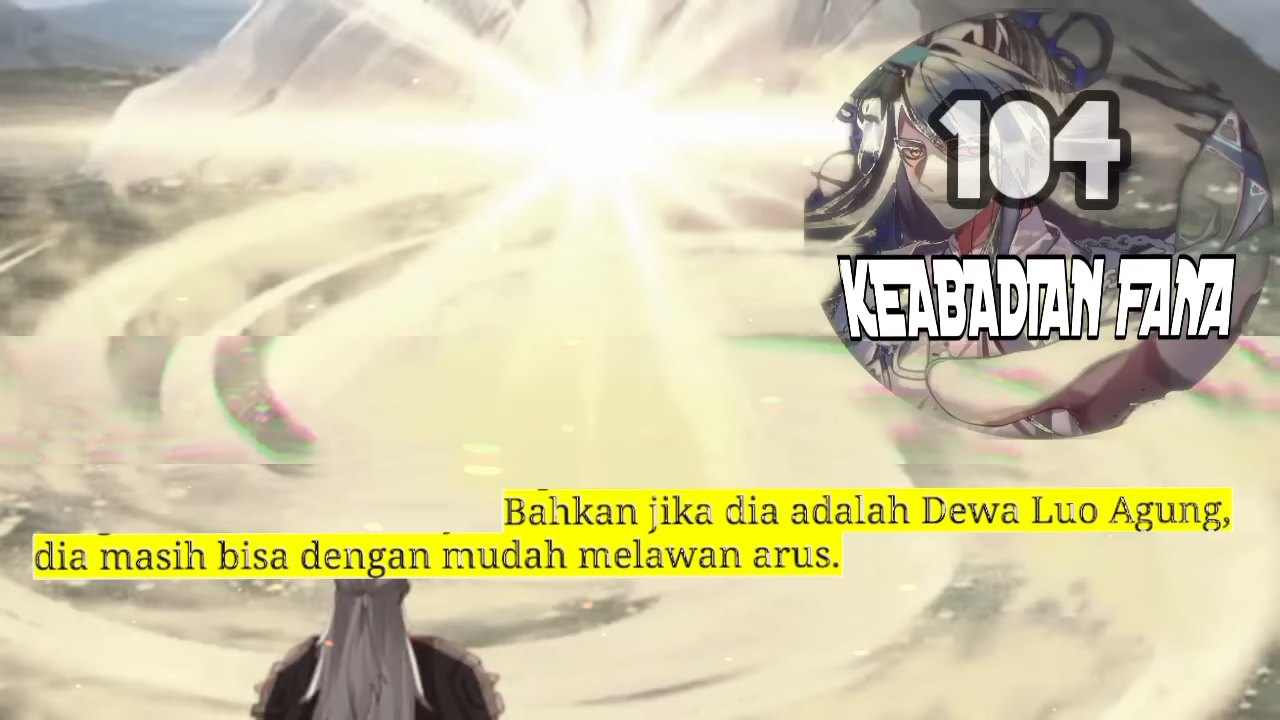 104
KEABADIAN FANA
Bahkan jika dia adalah Dewa Luo Agung,
dia masih bisa dengan mudah melawan arus.